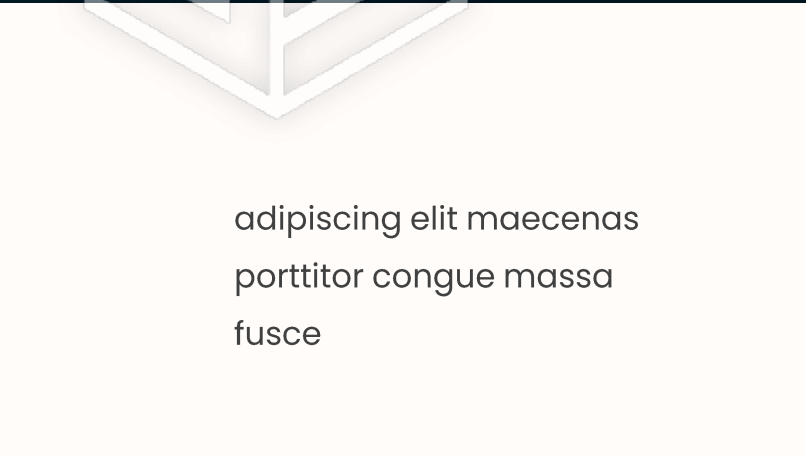 adipiscing elit maecenas
porttitor congue massa
fusce